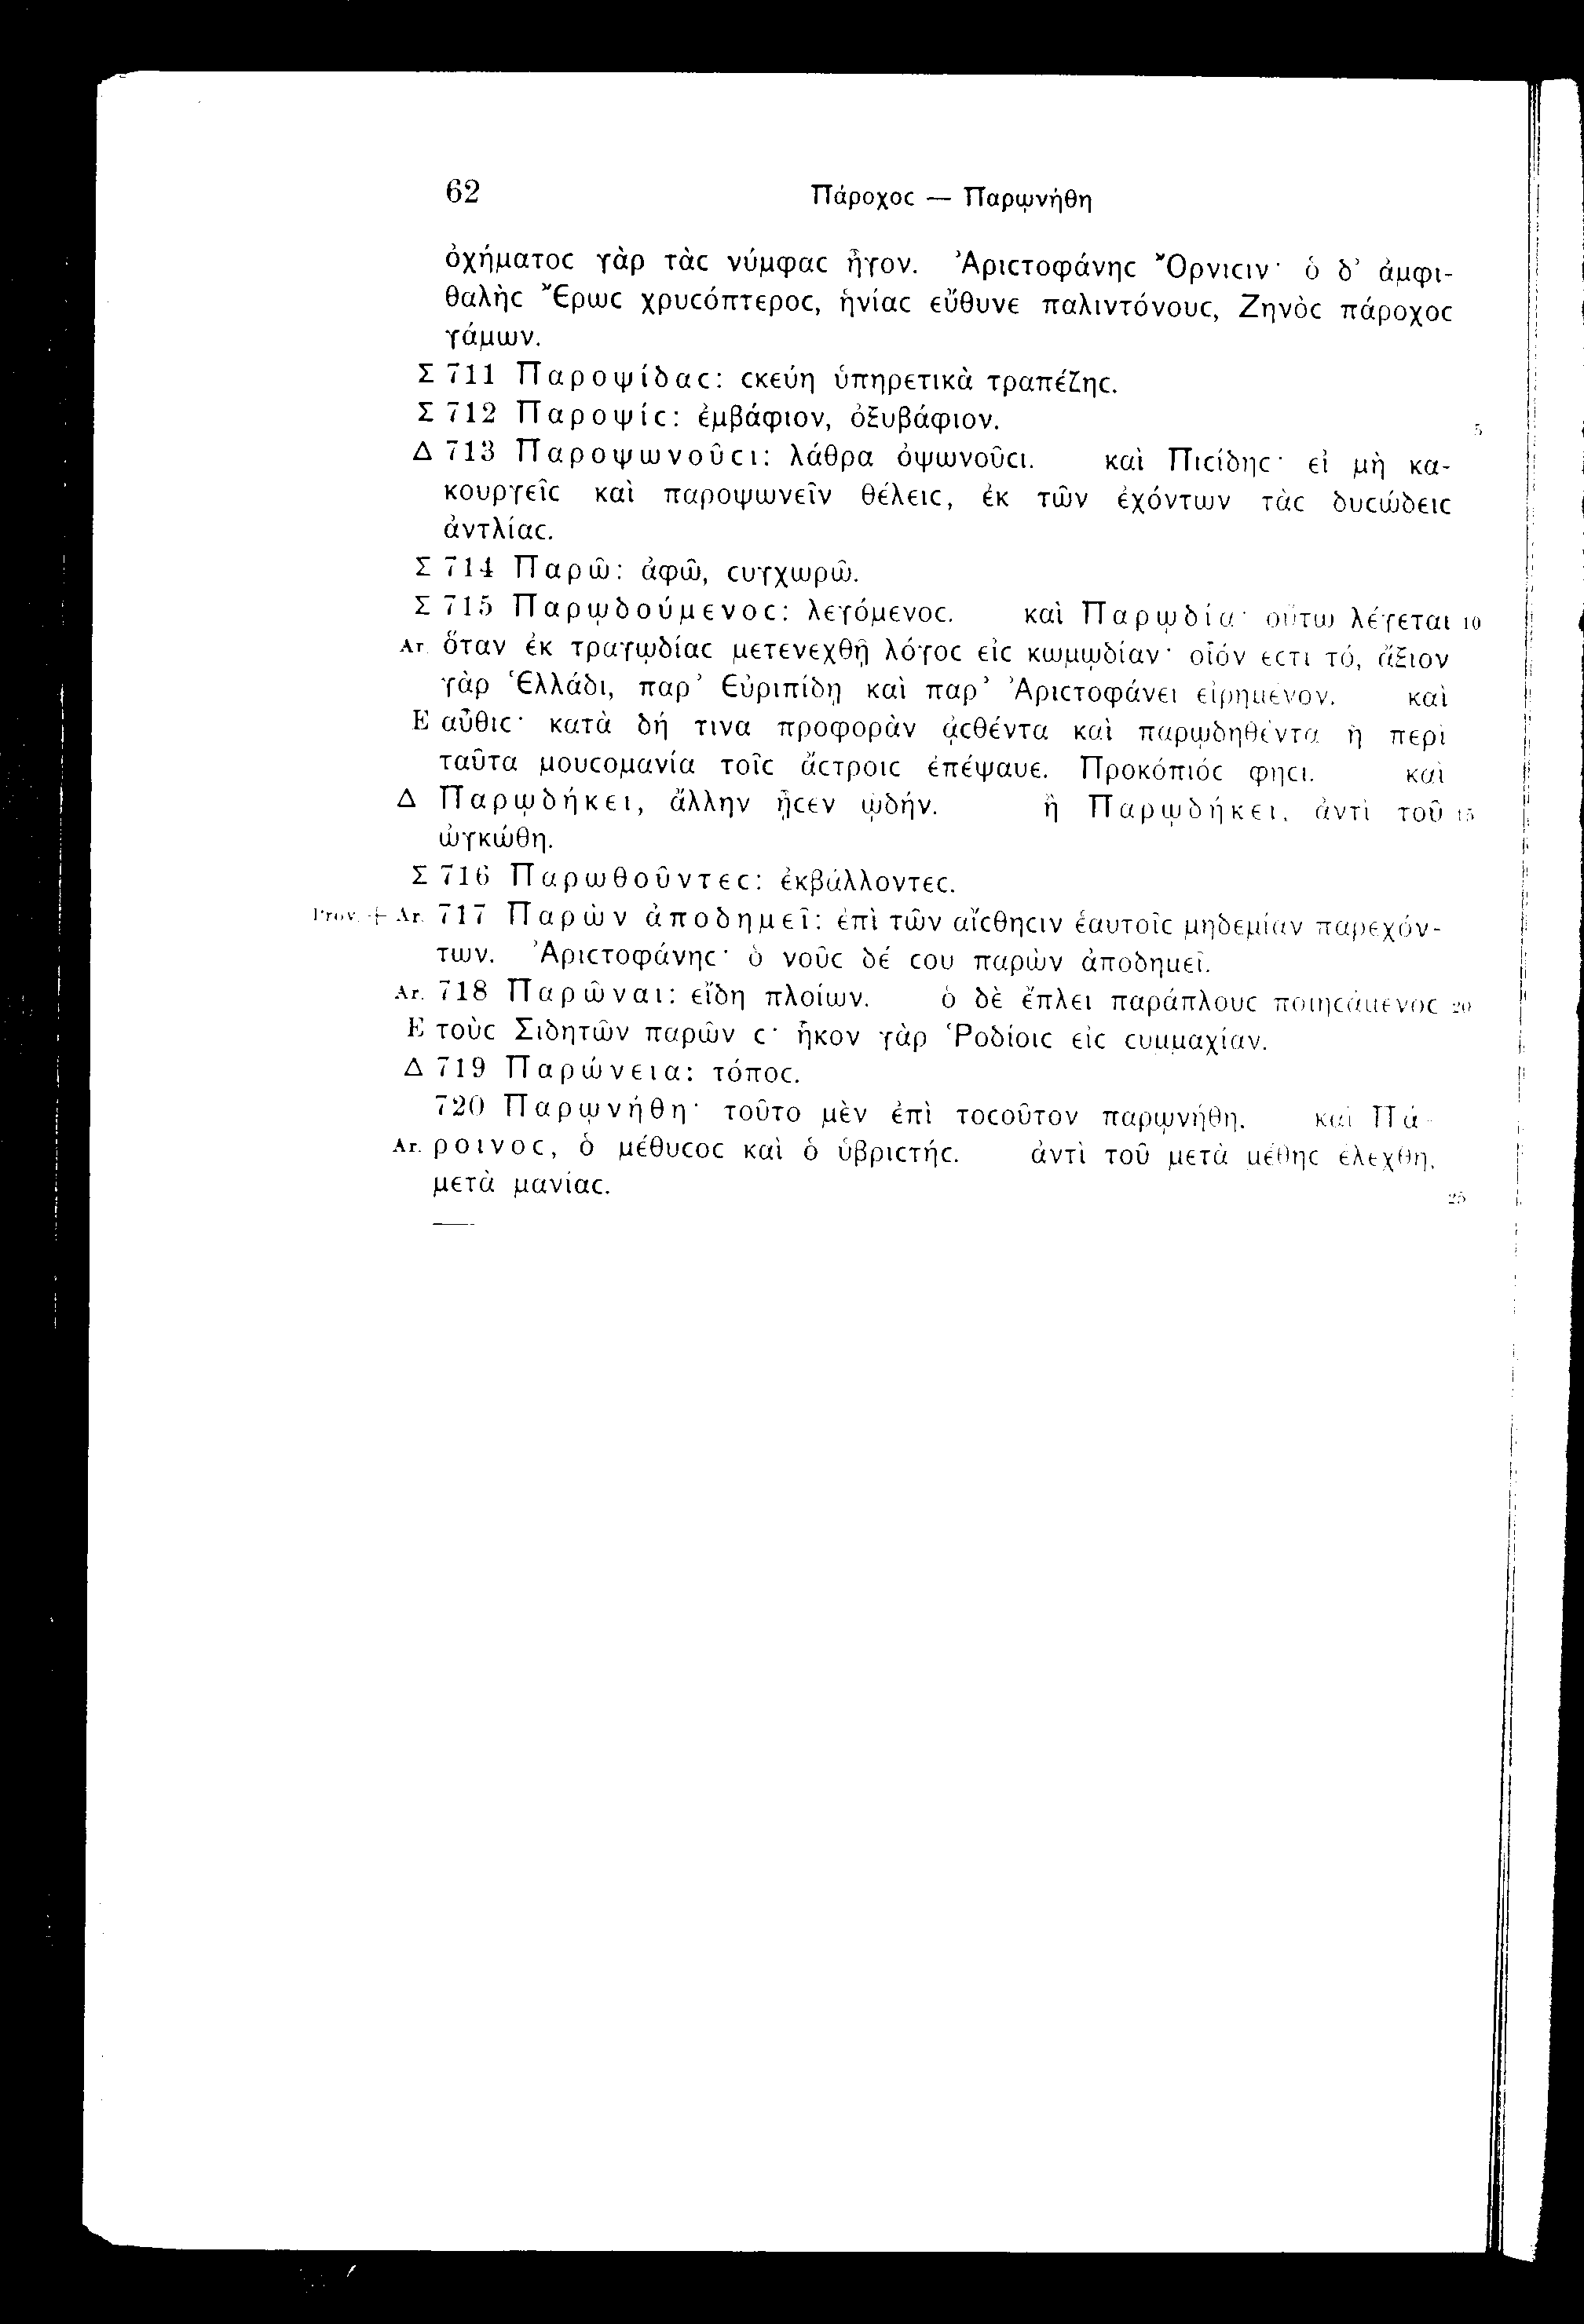 62 Πάροχοϲ — Παρῳνήθη
ὀχήματοϲ γὰρ τὰϲ νύμφαϲ ἦγον. Ἀριϲτοφάνηϲ Ὄρνιϲιν· ὁ δ’ ἀμφι-
θαλὴϲ Ἔρωϲ χρυϲόπτεροϲ, ἡνίαϲ εὔθυνε παλιντόνουϲ, Ζηνὸϲ πάροχοϲ
γάμων.
Σ 711 Παροψίδαϲ: ϲκεύη ὑπηρετικὰ τραπέζηϲ.
Σ 712 Παροψίϲ: ἐμβάφιον, ὀξυβάφιον. 5
Δ 713 Παροψωνοῦϲι: λάθρα ὀψωνοῦϲι. καὶ Πιϲίδηϲ· εἰ μὴ κα-
κουργεῖϲ καὶ παροψωνεῖν θέλειϲ, ἐκ τῶν ἐχόντων τὰϲ δυϲώδειϲ
ἀντλίαϲ.
Σ 714 Παρῶ: ἀφῶ, ϲυγχωρῶ.
Σ 715 Παρῳδούμενοϲ: λεγόμενοϲ. καὶ Παρῳδία· οὕτω λέγεται 10
Ar. ὅταν ἐκ τραγῳδίαϲ μετενεχθῇ λόγοϲ εἰϲ κωμῳδίαν· οἷόν ἐϲτι τό, ἄξιον
γὰρ Ἑλλάδι, παρ’ Εὐριπίδῃ καὶ παρ’ Ἀριϲτοφάνει εἰρημένον. καὶ
E αὖθιϲ· κατὰ δή τινα προφορὰν ᾀϲθέντα καὶ παρῳδηθέντα ἡ περὶ
ταῦτα μουϲομανία τοῖϲ ἄϲτροιϲ ἐπέψαυε. Προκόπιόϲ φηϲι. καὶ
Δ Παρῳδήκει, ἄλλην ᾖϲεν ᾠδήν. ἢ Παρῳδήκει, ἀντὶ τοῦ 15
ὠγκώθη.
Σ 716 Παρωθοῦντεϲ: ἐκβάλλοντεϲ.
Prov. + Ar. 717 Παρὼν ἀποδημεῖ: ἐπὶ τῶν αἴϲθηϲιν ἑαυτοῖϲ μηδεμίαν παρεχόν-
των. Ἀριϲτοφάνηϲ· ὁ νοῦϲ δέ ϲου παρὼν ἀποδημεῖ.
Ar. 718 Παρῶναι: εἴδη πλοίων. ὁ δὲ ἔπλει παράπλουϲ ποιηϲάμενοϲ 20
E τοὺϲ Σιδητῶν παρῶν ϲ· ἧκον γὰρ Ῥοδίοιϲ εἰϲ ϲυμμαχίαν.
Δ 719 Παρώνεια: τόποϲ.
720 Παρῳνήθη· τοῦτο μὲν ἐπὶ τοϲοῦτον παρῳνήθη. καὶ Πά-
Ar. ροινοϲ, ὁ μέθυϲοϲ καὶ ὁ ὑβριϲτήϲ. ἀντὶ τοῦ μετὰ μέθηϲ ἐλέχθη,
μετὰ μανίαϲ. 25